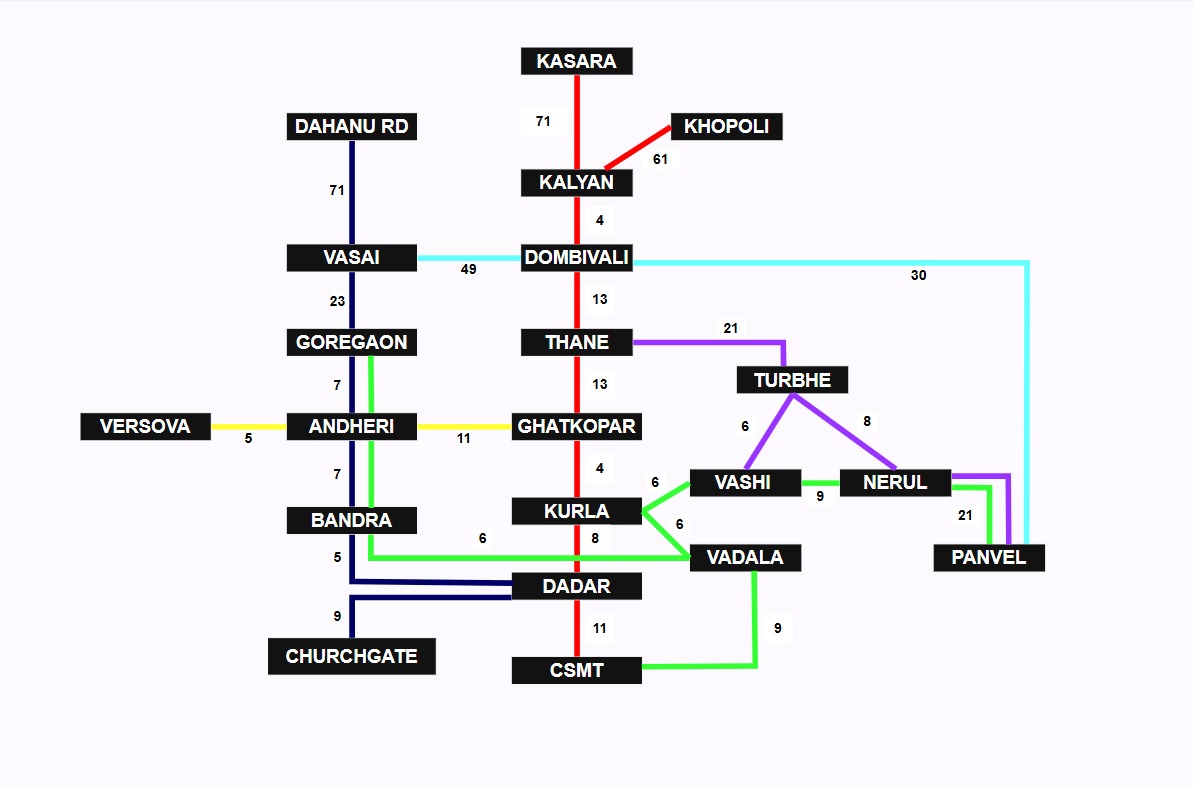 KASARA
71
DAHANU RD
KHOPOLI
61
KALYAN
71
4
VASAI
49
DOMBIVALI
30
23
13
GOREGAON
THANE
21
TURBHE
7
13
VERSOVA
5
ANDHERI
11
GHATKOPAR
6
8
7
4
6
VASHI
9
NERUL
21
BANDRA
KURLA
6
5
6
8
VADALA
PANVEL
DADAR
9
11
9
CHURCHGATE
CSMT